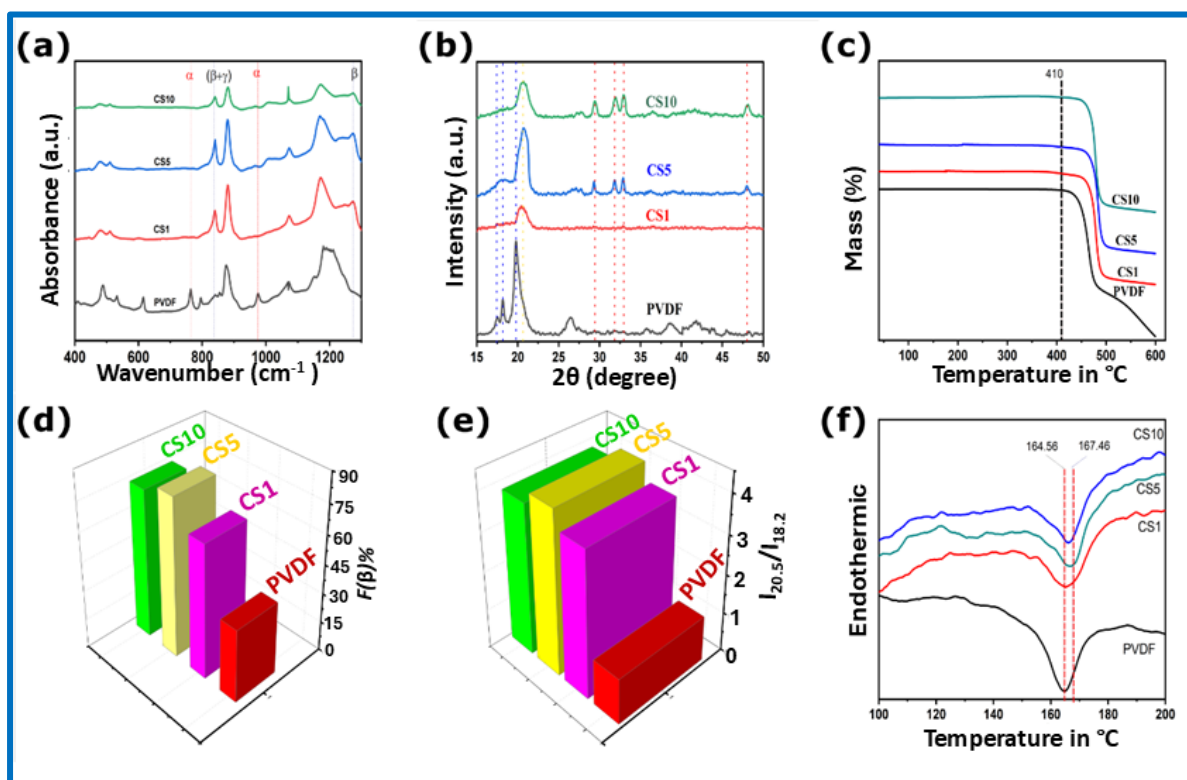 (a)
α
(β+γ)
α
β
CS10
CS5
CS1
PVDF
Absorbance (a.u.)
400 600 800 1000 1200
Wavenumber (cm-1)
(b)
CS10
CS5
CS1
PVDF
Intensity (a.u.)
15 20 25 30 35 40 45 50
2θ (degree)
(c)
410
CS10
CS5
CS1
PVDF
Mass (%)
100 200 300 400 500 600
Temperature in °C
(d)
CS10
CS5
CS1
PVDF
90
75
60
45
30
15
0
F(β)%
(e)
CS10
CS5
CS1
PVDF
4
3
2
1
0
I20.5/I18.2
(f)
164.56 167.46
CS10
CS5
CS1
PVDF
Endothermic
100 120 140 160 180 200
Temperature in °C